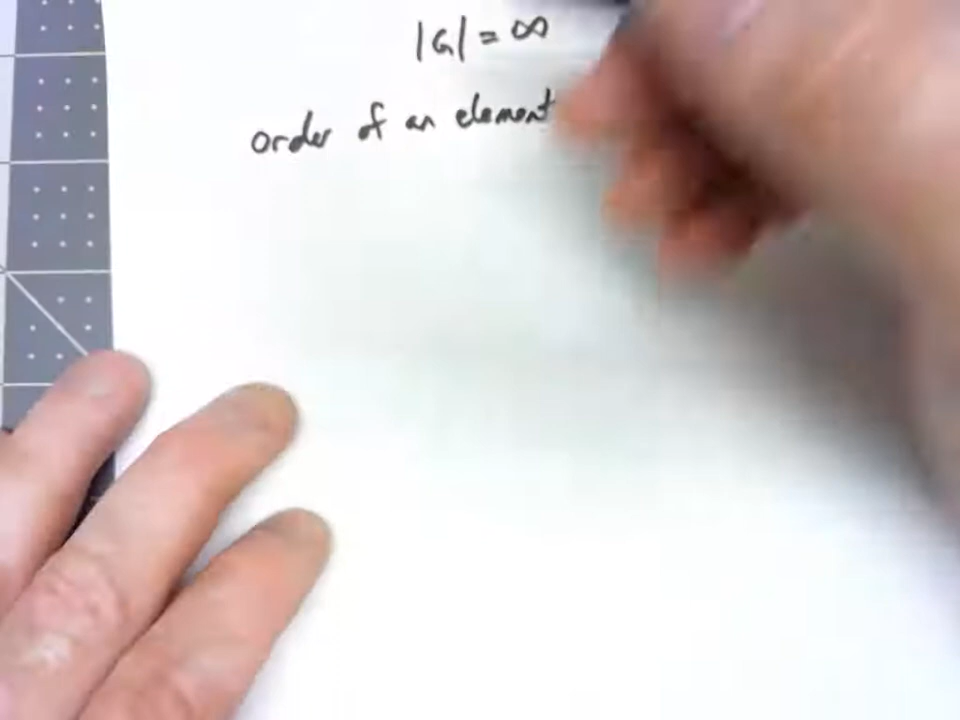 |G| = ∞
order of an element